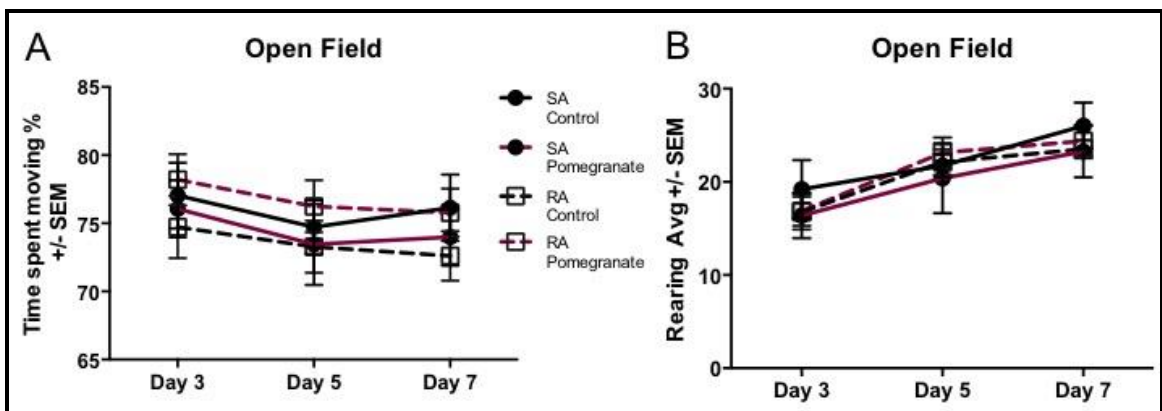 A
Open Field
Time spent moving %
+/- SEM
85
80
75
70
65
Day 3
Day 5
Day 7
SA
Control
SA
Pomegranate
RA
Control
RA
Pomegranate
B
Open Field
Rearing Avg +/- SEM
30
20
10
0
Day 3
Day 5
Day 7